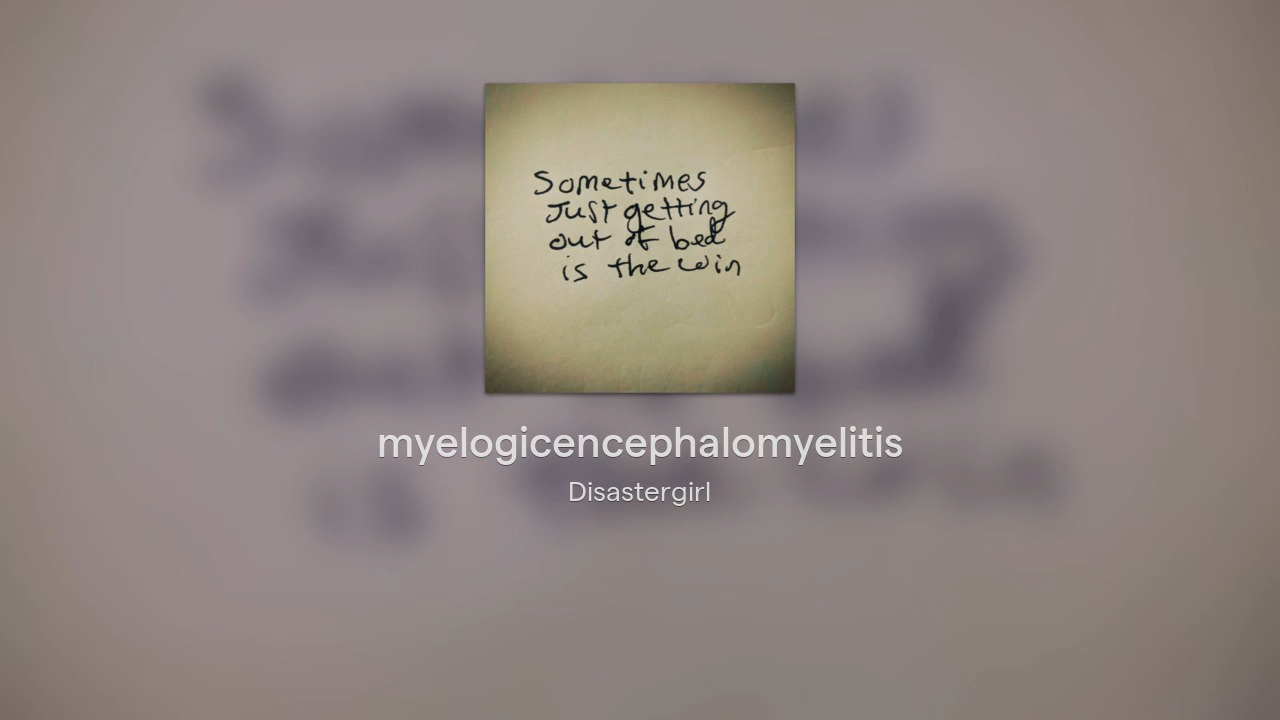 Sometimes
Just getting
out of bed
is the win
myelogicencephalomyelitis
Disastergirl